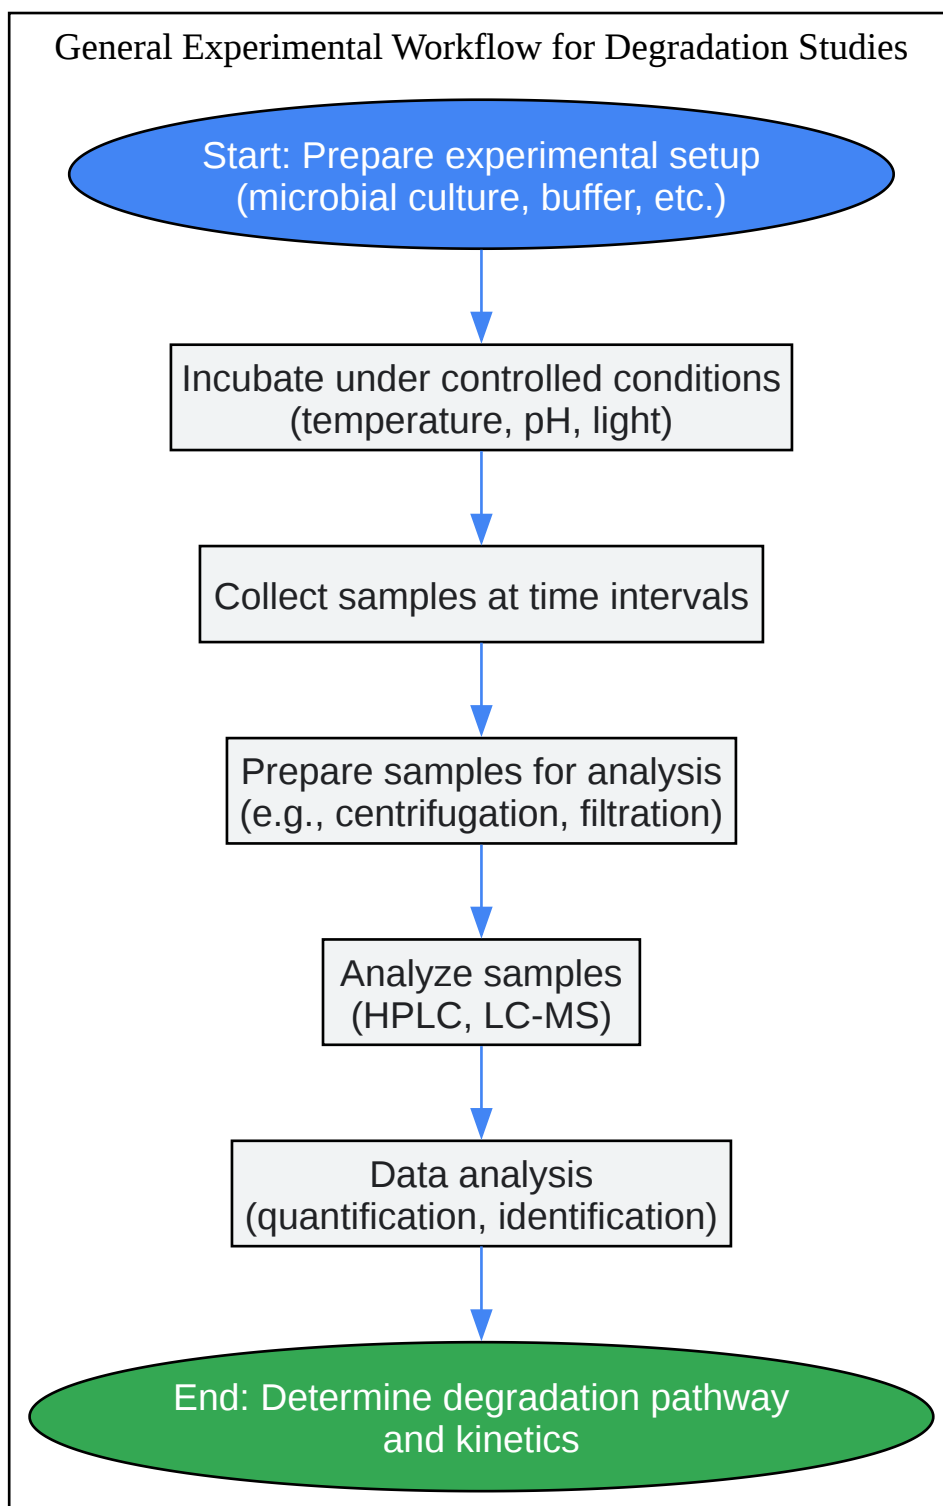 General Experimental Workflow for Degradation Studies
Start: Prepare experimental setup
(microbial culture, buffer, etc.)
Incubate under controlled conditions
(temperature, pH, light)
Collect samples at time intervals
Prepare samples for analysis
(e.g., centrifugation, filtration)
Analyze samples
(HPLC, LC-MS)
Data analysis
(quantification, identification)
End: Determine degradation pathway
and kinetics